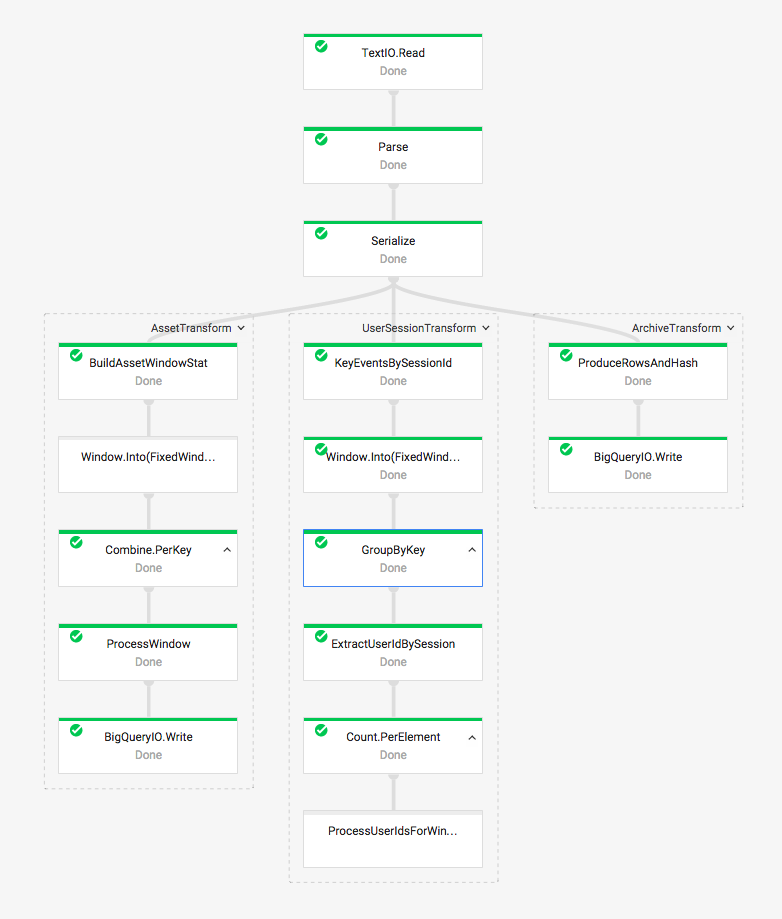 TextIO.Read
Done
Parse
Done
Serialize
Done
AssetTransform
BuildAssetWindowStat
Done
Window.Into(FixedWind...
Combine.PerKey
Done
ProcessWindow
Done
BigQueryIO.Write
Done
UserSessionTransform
KeyEventsBySessionId
Done
Window.Into(FixedWind...
Done
GroupByKey
Done
ExtractUserIdBySession
Done
Count.PerElement
Done
ProcessUserIdsForWin...
ArchiveTransform
ProduceRowsAndHash
Done
BigQueryIO.Write
Done